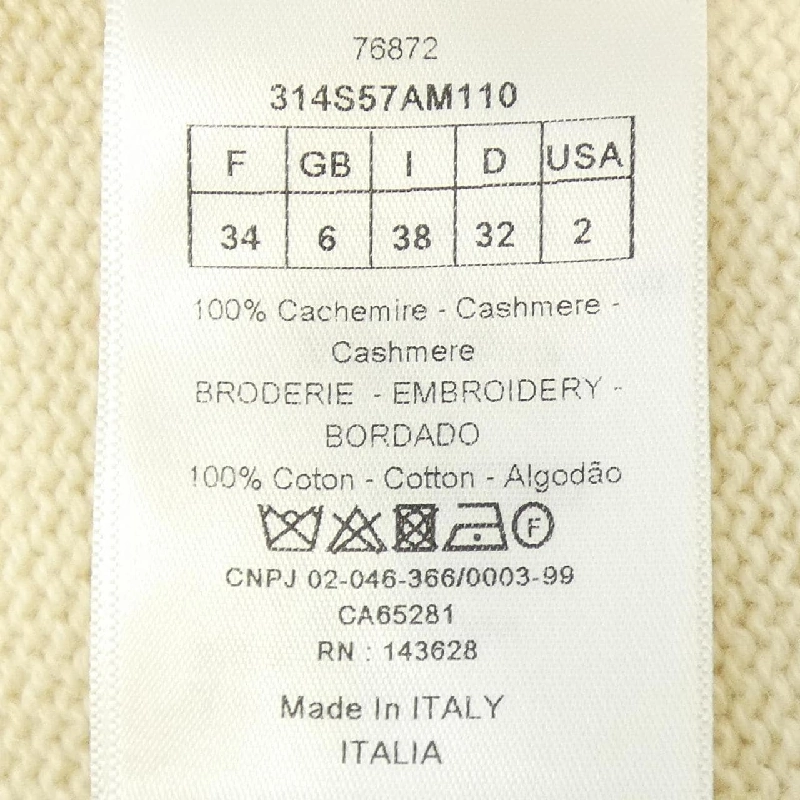 76872
314S57AM110
F GB I D USA
34 6 38 32 2
100% Cachemire - Cashmere -
Cashmere
BRODERIE - EMBROIDERY -
BORDADO
100% Coton - Cotton - Algodão
F
CNPJ 02-046-366/0003-99
CA65281
RN : 143628
Made In ITALY
ITALIA